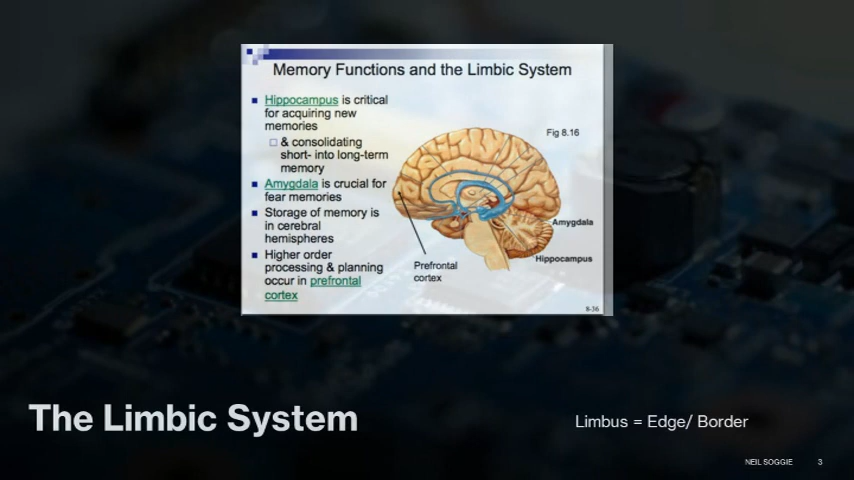 Memory Functions and the Limbic System
Hippocampus is critical
for acquiring new
memories
& consolidating
short- into long-term
memory
Amygdala is crucial for
fear memories
Storage of memory is
in cerebral
hemispheres
Higher order
processing & planning
occur in prefrontal
cortex
Fig 8.16
Amygdala
Hippocampus
Prefrontal
cortex
8-36
The Limbic System
Limbus = Edge/ Border
NEIL SOGGIE
3